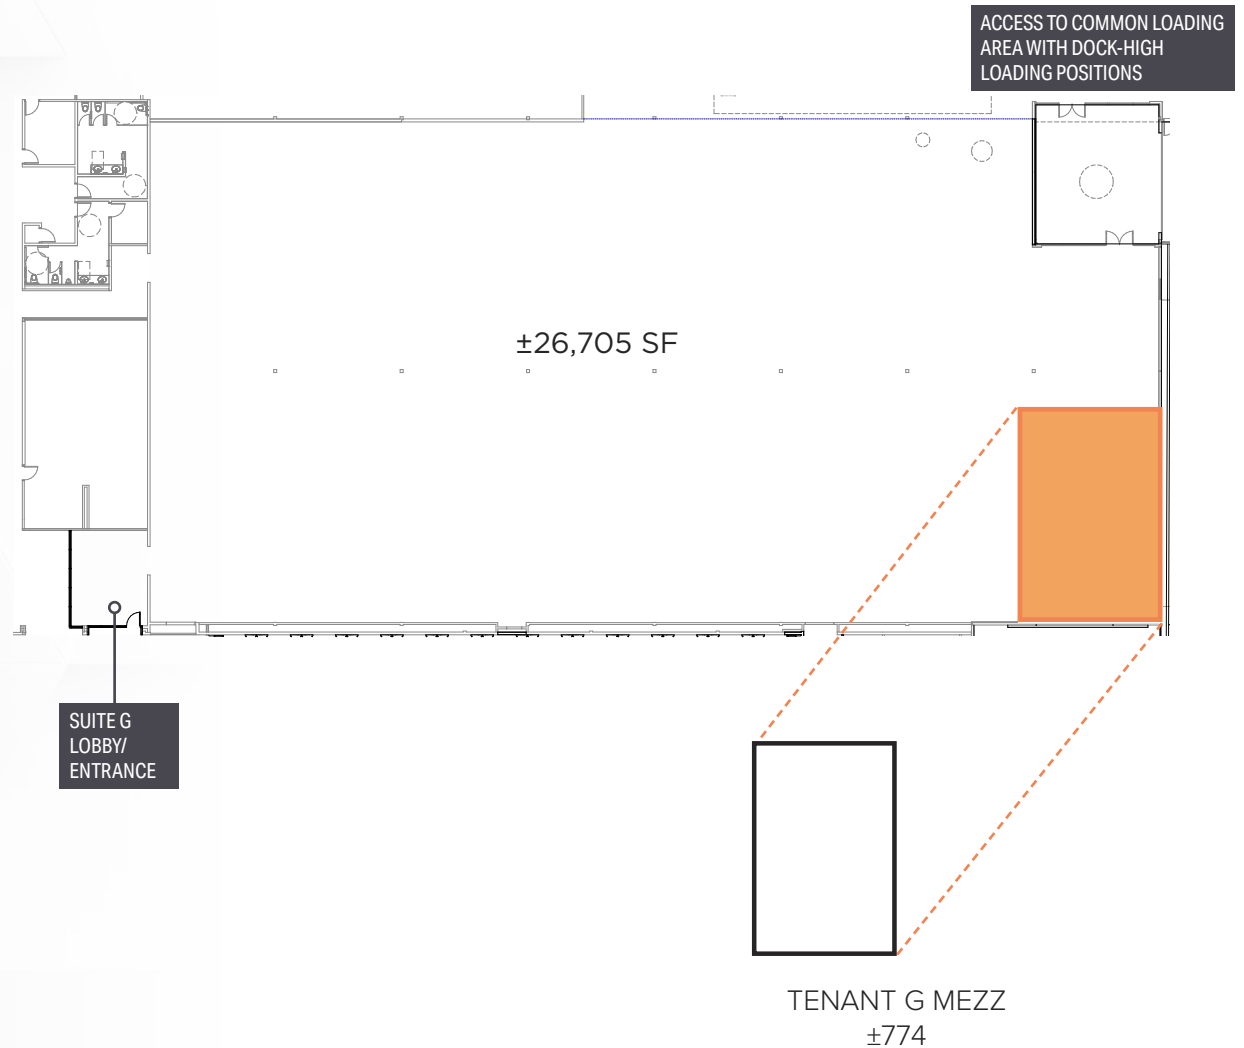 ACCESS TO COMMON LOADING
AREA WITH DOCK-HIGH
LOADING POSITIONS
±26,705 SF
SUITE G
LOBBY/
ENTRANCE
TENANT G MEZZ
±774